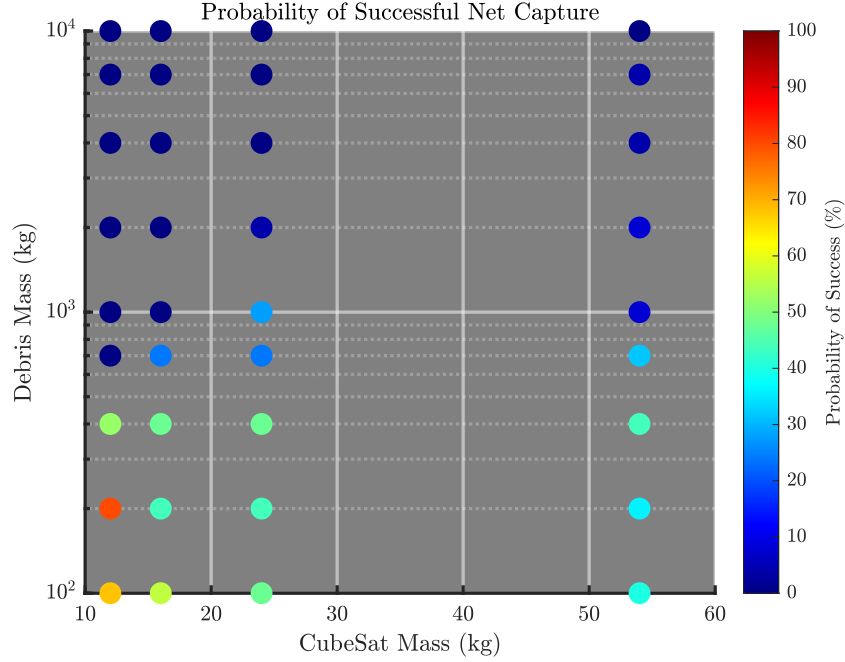 Probability of Successful Net Capture
10^4
10^3
10^2
Debris Mass (kg)
10 20 30 40 50 60
CubeSat Mass (kg)
100
90
80
70
60
50
40
30
20
10
0
Probability of Success (%)